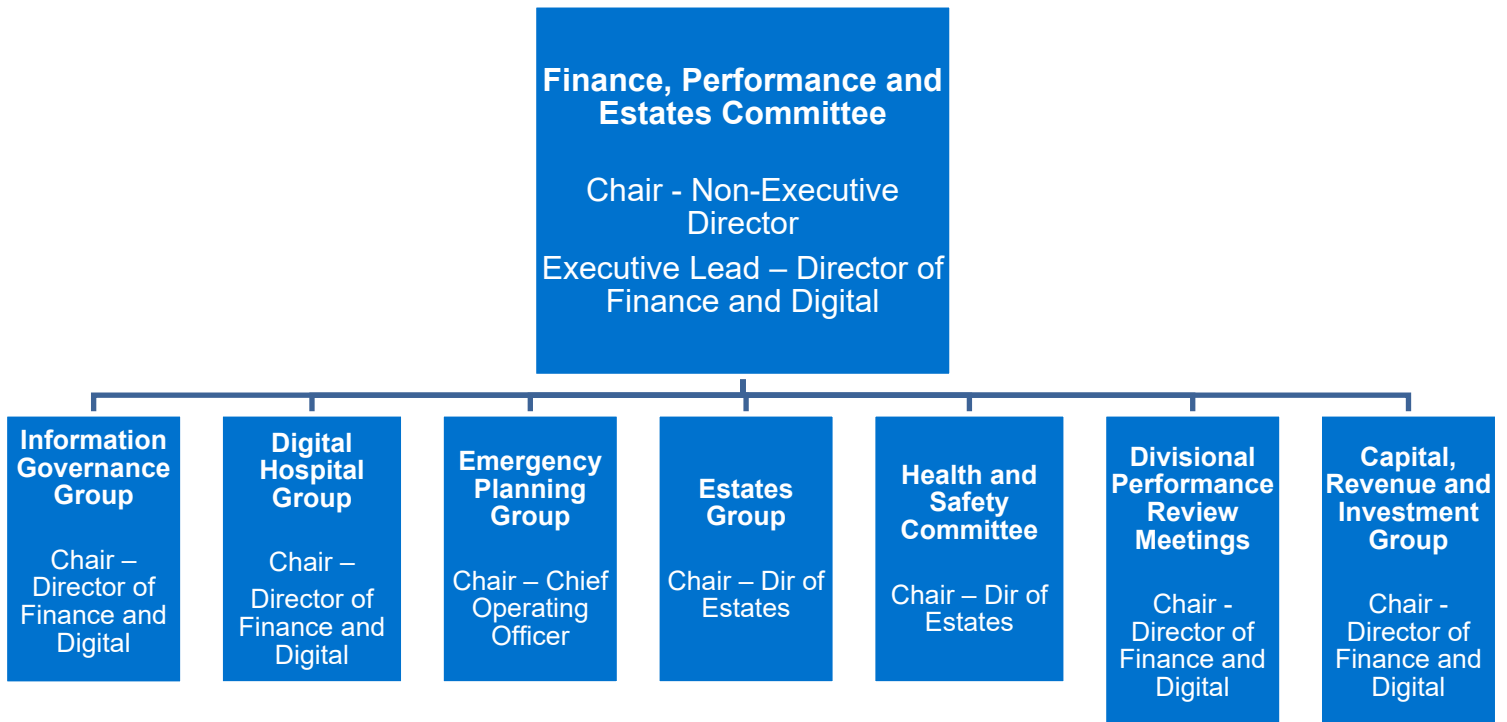 Finance, Performance and
Estates Committee
Chair - Non-Executive
Director
Executive Lead – Director of
Finance and Digital
Information
Governance
Group
Chair –
Director of
Finance and
Digital
Digital
Hospital
Group
Chair –
Director of
Finance and
Digital
Emergency
Planning
Group
Chair – Chief
Operating
Officer
Estates
Group
Chair – Dir of
Estates
Health and
Safety
Committee
Chair – Dir of
Estates
Divisional
Performance
Review
Meetings
Chair -
Director of
Finance and
Digital
Capital,
Revenue and
Investment
Group
Chair -
Director of
Finance and
Digital